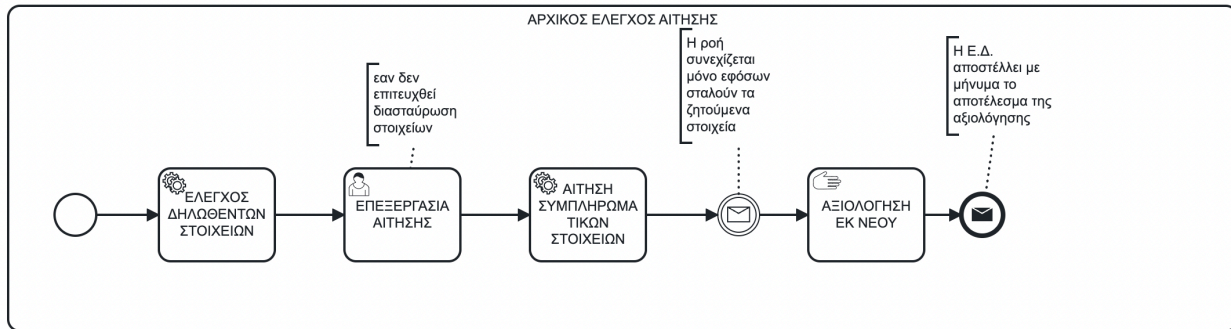 ΑΡΧΙΚΟΣ ΕΛΕΓΧΟΣ ΑΙΤΗΣΗΣ
εαν δεν
επιτευχθεί
διασταύρωση
στοιχείων
Η ροή
συνεχίζεται
μόνο εφόσων
σταλούν τα
ζητούμενα
στοιχεία
Η Ε.Δ.
αποστέλλει με
μήνυμα το
αποτέλεσμα της
αξιολόγησης
ΕΛΕΓΧΟΣ
ΔΗΛΩΘΕΝΤΩΝ
ΣΤΟΙΧΕΙΩΝ
ΕΠΕΞΕΡΓΑΣΙΑ
ΑΙΤΗΣΗΣ
ΑΙΤΗΣΗ
ΣΥΜΠΛΗΡΩΜΑ
ΤΙΚΩΝ
ΣΤΟΙΧΕΙΩΝ
ΑΞΙΟΛΟΓΗΣΗ
ΕΚ ΝΕΟΥ